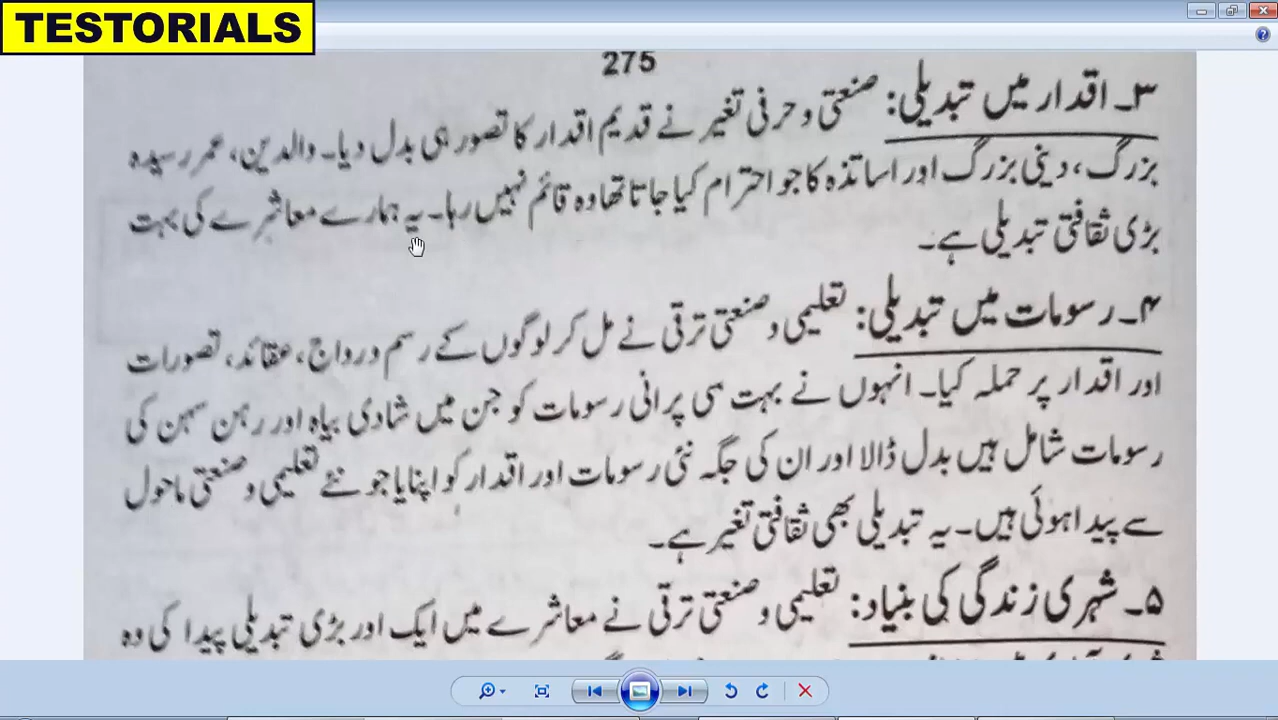 TESTORIALS
275
۳۔ اقدار میں تبدیلی: صنعتی و حرفی تغیر نے قدیم اقدار کا تصور ہی بدل دیا۔ والدین، عمر رسیدہ
بزرگ، دینی بزرگ اور اساتذہ کا جو احترام کیا جاتا تھا وہ قائم نہیں رہا۔ یہ ہمارے معاشرے کی بہت
بڑی ثقافتی تبدیلی ہے۔
۴۔ رسومات میں تبدیلی: تعلیمی و صنعتی ترقی نے مل کر لوگوں کے رسم و رواج، عقائد، تصورات
اور اقدار پر حملہ کیا۔ انہوں نے بہت سی پرانی رسومات کو جن میں شادی بیاہ اور رہن سہن کی
رسومات شامل ہیں بدل ڈالا اور ان کی جگہ نئی رسومات اور اقدار کو اپنایا جو نئے تعلیمی و صنعتی ماحول
سے پیدا ہوئی ہیں۔ یہ تبدیلی بھی ثقافتی تغیر ہے۔
۵۔ شہری زندگی کی بنیاد: تعلیمی و صنعتی ترقی نے معاشرے میں ایک اور بڑی تبدیلی پیدا کی وہ